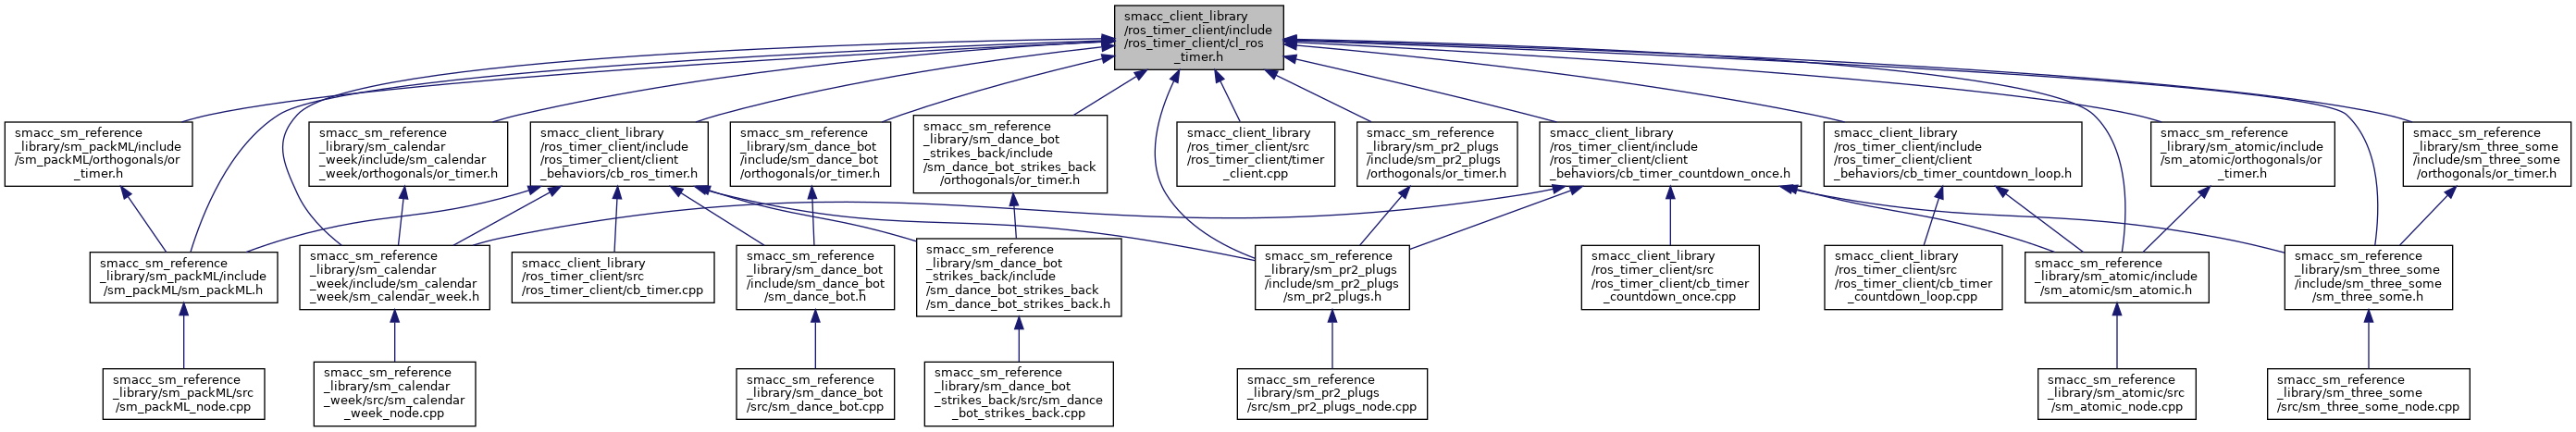 smacc_client_library
/ros_timer_client/include
/ros_timer_client/cl_ros
_timer.h
smacc_sm_reference
_library/sm_packML/include
/sm_packML/orthogonals/or
_timer.h
smacc_sm_reference
_library/sm_calendar
_week/include/sm_calendar
_week/orthogonals/or_timer.h
smacc_client_library
/ros_timer_client/include
/ros_timer_client/client
_behaviors/cb_ros_timer.h
smacc_sm_reference
_library/sm_dance_bot
/include/sm_dance_bot
/orthogonals/or_timer.h
smacc_sm_reference
_library/sm_dance_bot
_strikes_back/include
/sm_dance_bot_strikes_back
/orthogonals/or_timer.h
smacc_client_library
/ros_timer_client/src
/ros_timer_client/timer
_client.cpp
smacc_sm_reference
_library/sm_pr2_plugs
/include/sm_pr2_plugs
/orthogonals/or_timer.h
smacc_client_library
/ros_timer_client/include
/ros_timer_client/client
_behaviors/cb_timer_countdown_once.h
smacc_client_library
/ros_timer_client/include
/ros_timer_client/client
_behaviors/cb_timer_countdown_loop.h
smacc_sm_reference
_library/sm_atomic/include
/sm_atomic/orthogonals/or
_timer.h
smacc_sm_reference
_library/sm_three_some
/include/sm_three_some
/orthogonals/or_timer.h
smacc_sm_reference
_library/sm_packML/include
/sm_packML/sm_packML.h
smacc_sm_reference
_library/sm_calendar
_week/include/sm_calendar
_week/sm_calendar_week.h
smacc_client_library
/ros_timer_client/src
/ros_timer_client/cb_timer.cpp
smacc_sm_reference
_library/sm_dance_bot
/include/sm_dance_bot
/sm_dance_bot.h
smacc_sm_reference
_library/sm_dance_bot
_strikes_back/include
/sm_dance_bot_strikes_back
/sm_dance_bot_strikes_back.h
smacc_sm_reference
_library/sm_pr2_plugs
/include/sm_pr2_plugs
/sm_pr2_plugs.h
smacc_client_library
/ros_timer_client/src
/ros_timer_client/cb_timer
_countdown_once.cpp
smacc_client_library
/ros_timer_client/src
/ros_timer_client/cb_timer
_countdown_loop.cpp
smacc_sm_reference
_library/sm_atomic/include
/sm_atomic/sm_atomic.h
smacc_sm_reference
_library/sm_three_some
/include/sm_three_some
/sm_three_some.h
smacc_sm_reference
_library/sm_packML/src
/sm_packML_node.cpp
smacc_sm_reference
_library/sm_calendar
_week/src/sm_calendar
_week_node.cpp
smacc_sm_reference
_library/sm_dance_bot
/src/sm_dance_bot.cpp
smacc_sm_reference
_library/sm_dance_bot
_strikes_back/src/sm_dance
_bot_strikes_back.cpp
smacc_sm_reference
_library/sm_pr2_plugs
/src/sm_pr2_plugs_node.cpp
smacc_sm_reference
_library/sm_atomic/src
/sm_atomic_node.cpp
smacc_sm_reference
_library/sm_three_some
/src/sm_three_some_node.cpp